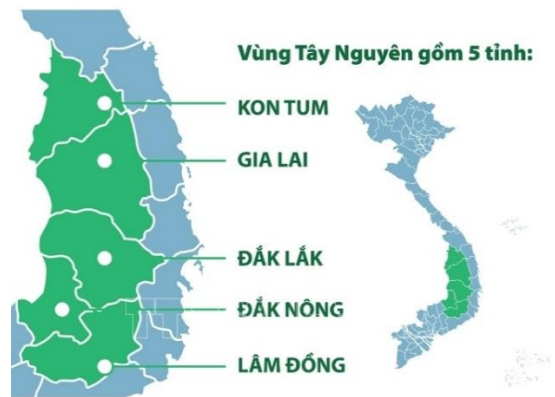 Vùng Tây Nguyên gồm 5 tỉnh:
KON TUM
GIA LAI
ĐẮK LẮK
ĐẮK NÔNG
LÂM ĐỒNG